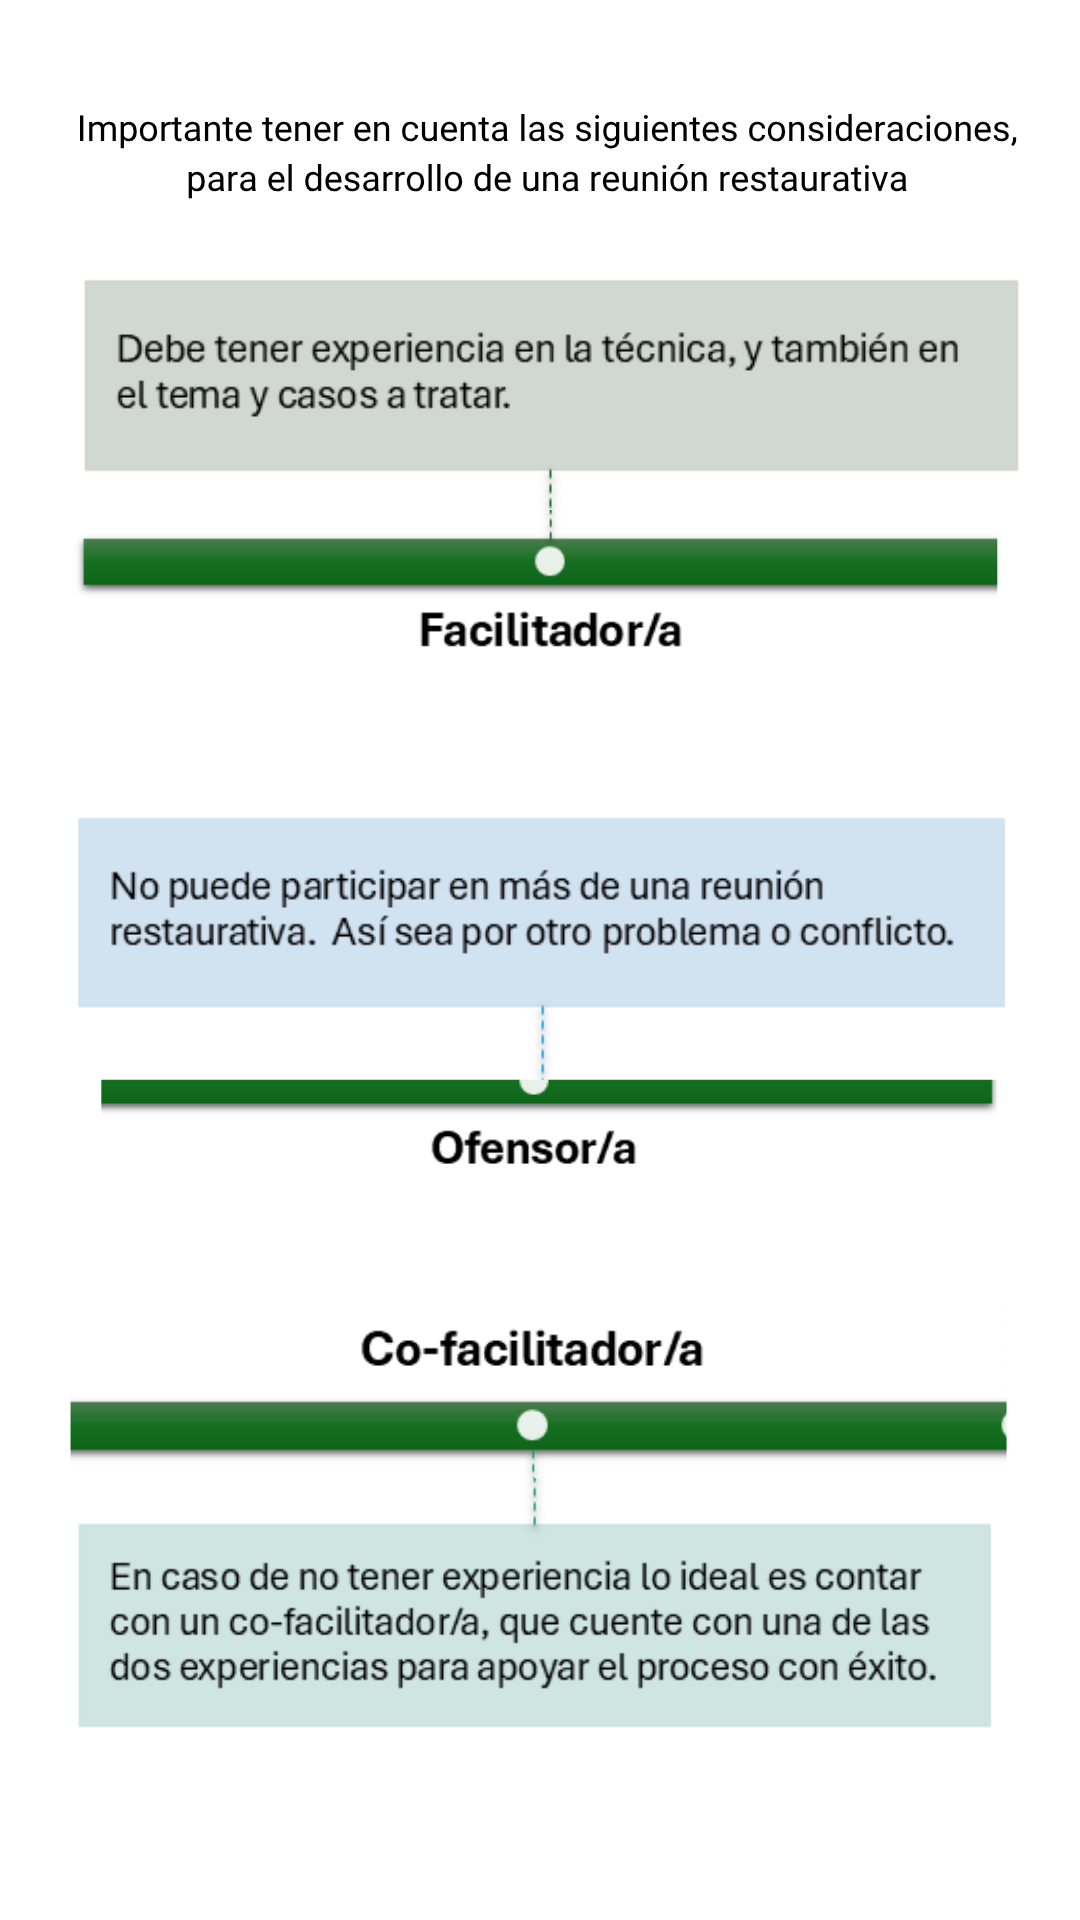 Importante tener en cuenta las siguientes consideraciones,
para el desarrollo de una reunión restaurativa
Debe tener experiencia en la técnica, y también en
el tema y casos a tratar.
Facilitador/a
No puede participar en más de una reunión
restaurativa.  Así sea por otro problema o conflicto.
Ofensor/a
Co-facilitador/a
En caso de no tener experiencia lo ideal es contar
con un co-facilitador/a, que cuente con una de las
dos experiencias para apoyar el proceso con éxito.